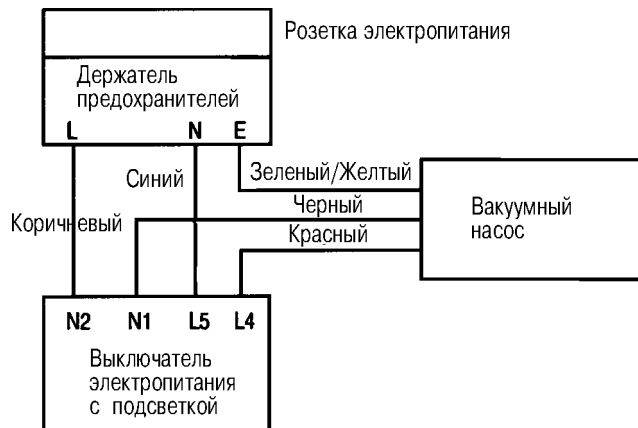 Розетка электропитания
Держатель
предохранителей
L N E
Зеленый/Желтый
Синий
Черный
Коричневый
Красный
Вакуумный
насос
N2 N1 L5 L4
Выключатель
электропитания
с подсветкой